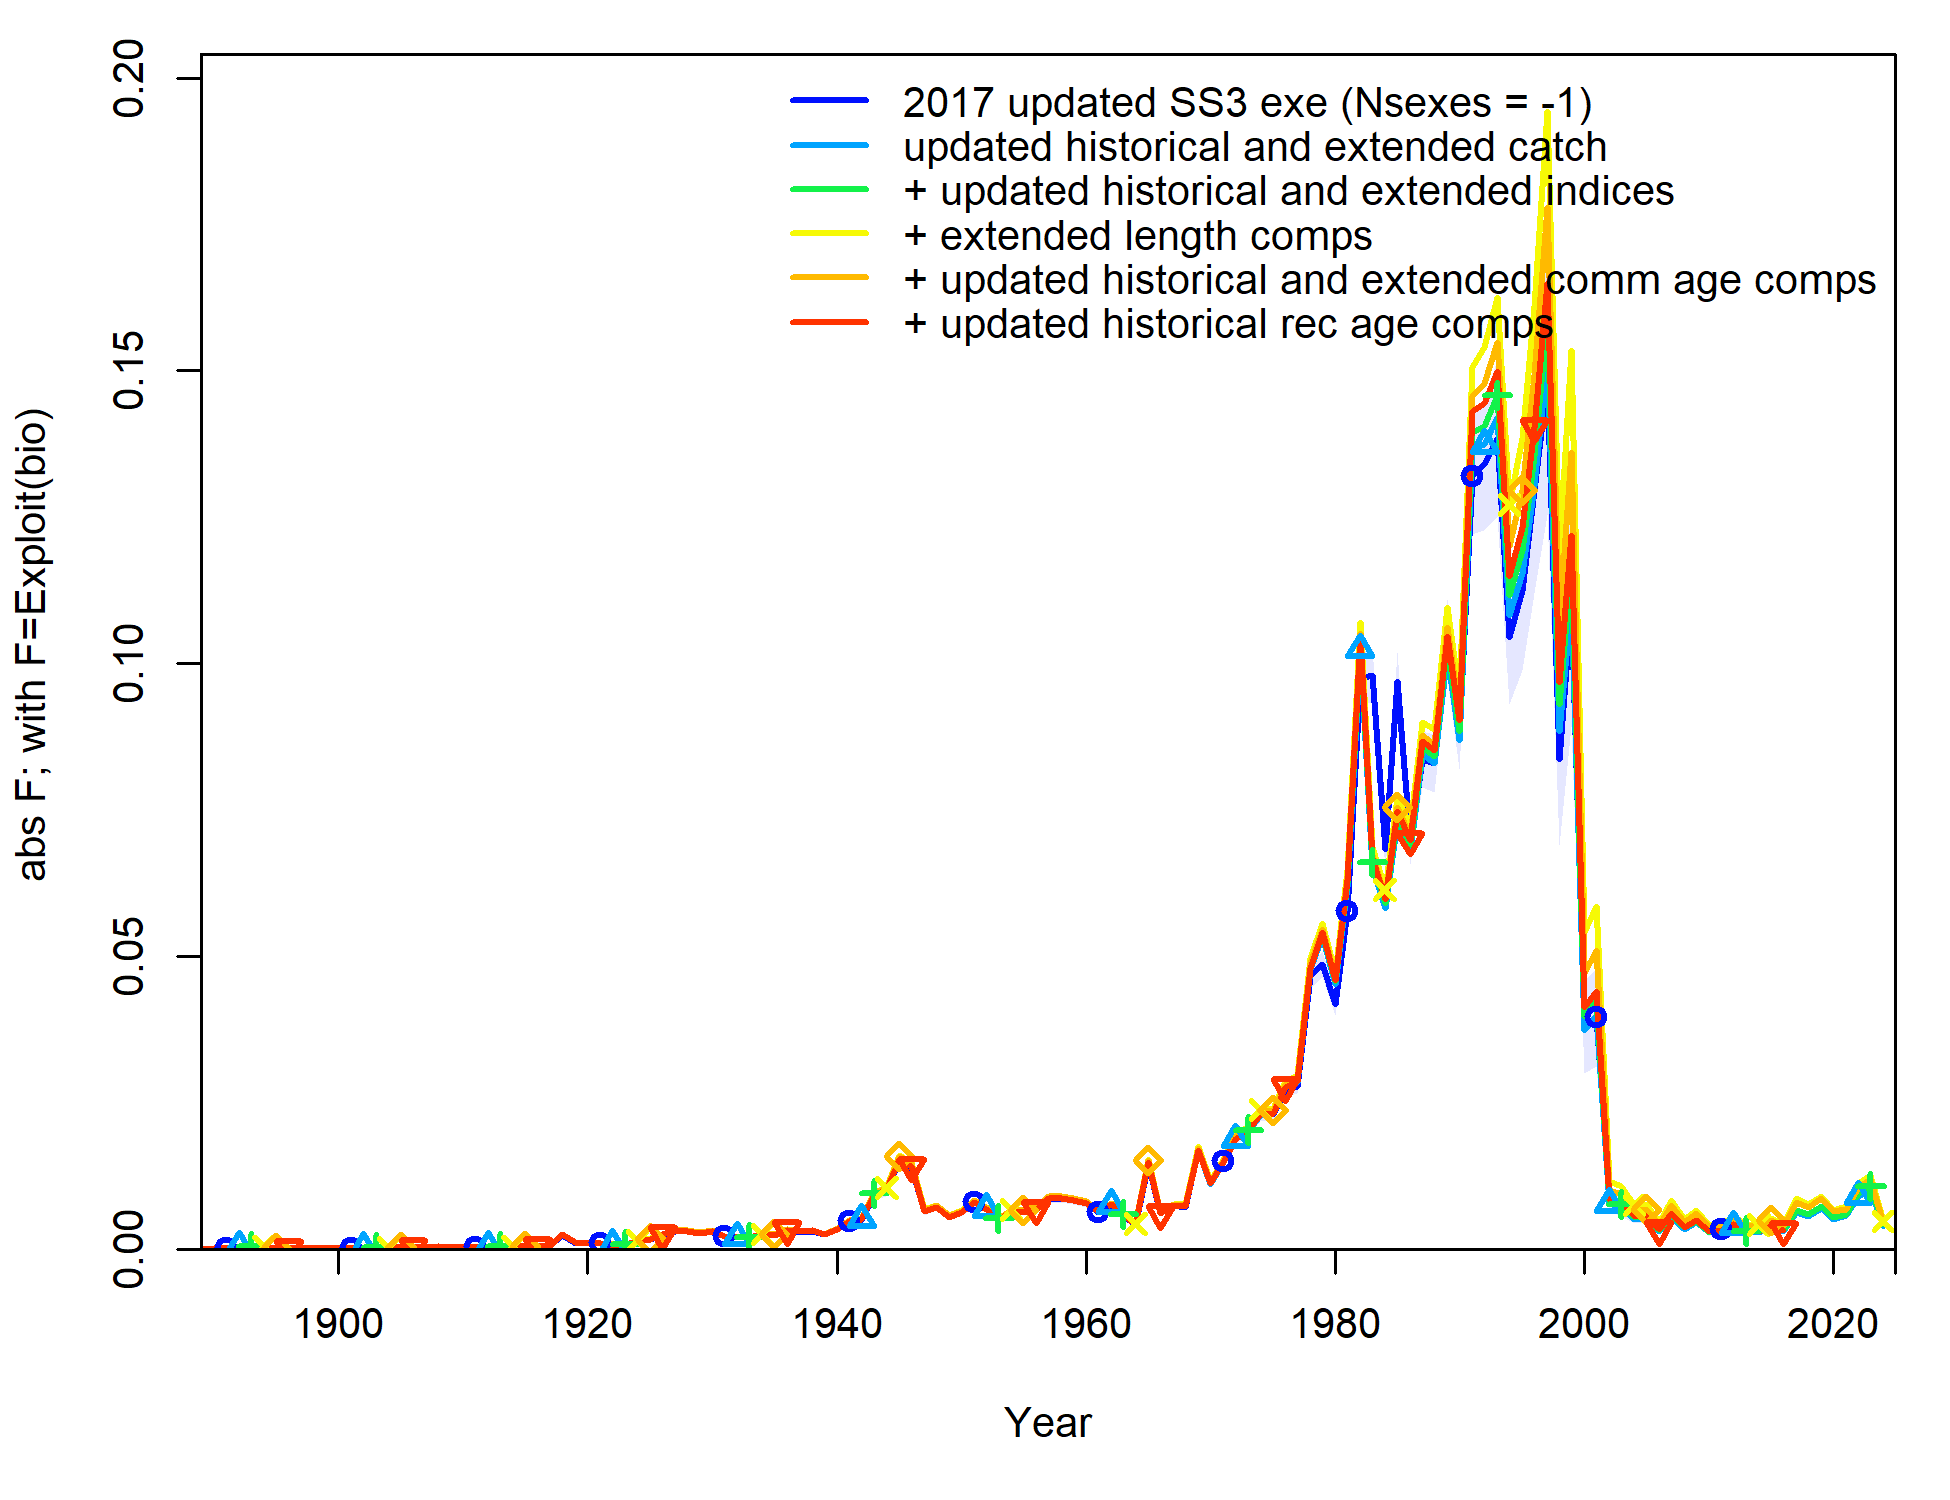 2017 updated SS3 exe (Nsexes = -1)
updated historical and extended catch
+ updated historical and extended indices
+ extended length comps
+ updated historical and extended comm age comps
+ updated historical rec age comps
abs F; with F=Exploit(bio)
0.20
0.15
0.10
0.05
0.00
1900 1920 1940 1960 1980 2000 2020
Year